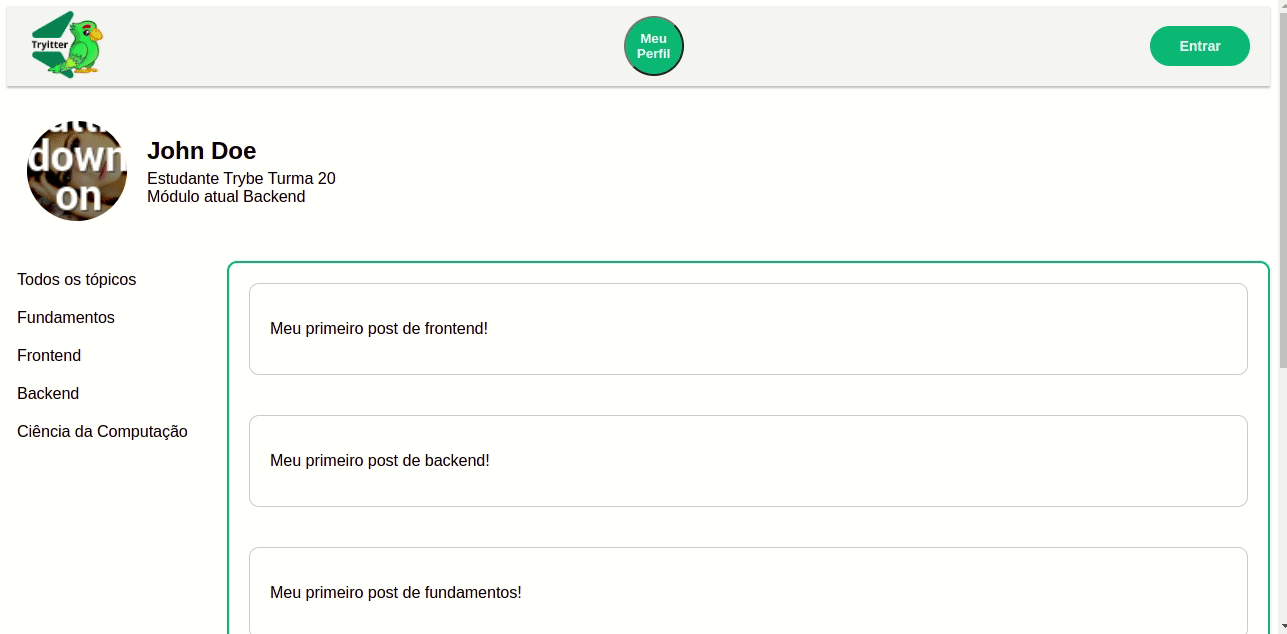 Tryitter
Meu
Perfil
Entrar
down
on
John Doe
Estudante Trybe Turma 20
Módulo atual Backend
Todos os tópicos
Fundamentos
Frontend
Backend
Ciência da Computação
Meu primeiro post de frontend!
Meu primeiro post de backend!
Meu primeiro post de fundamentos!